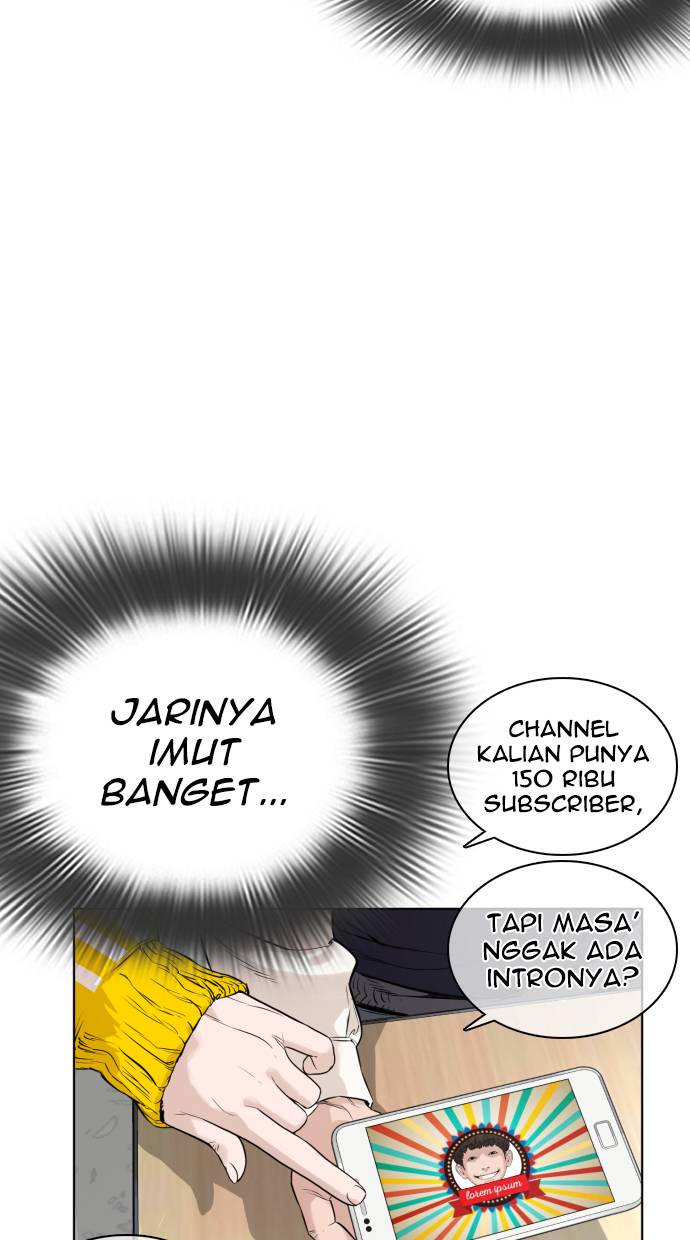 JARINYA
IMUT
BANGET...
CHANNEL
KALIAN PUNYA
150 RIBU
SUBSCRIBER,
TAPI MASA'
NGGAK ADA
INTRONYA?
lorem ipsum